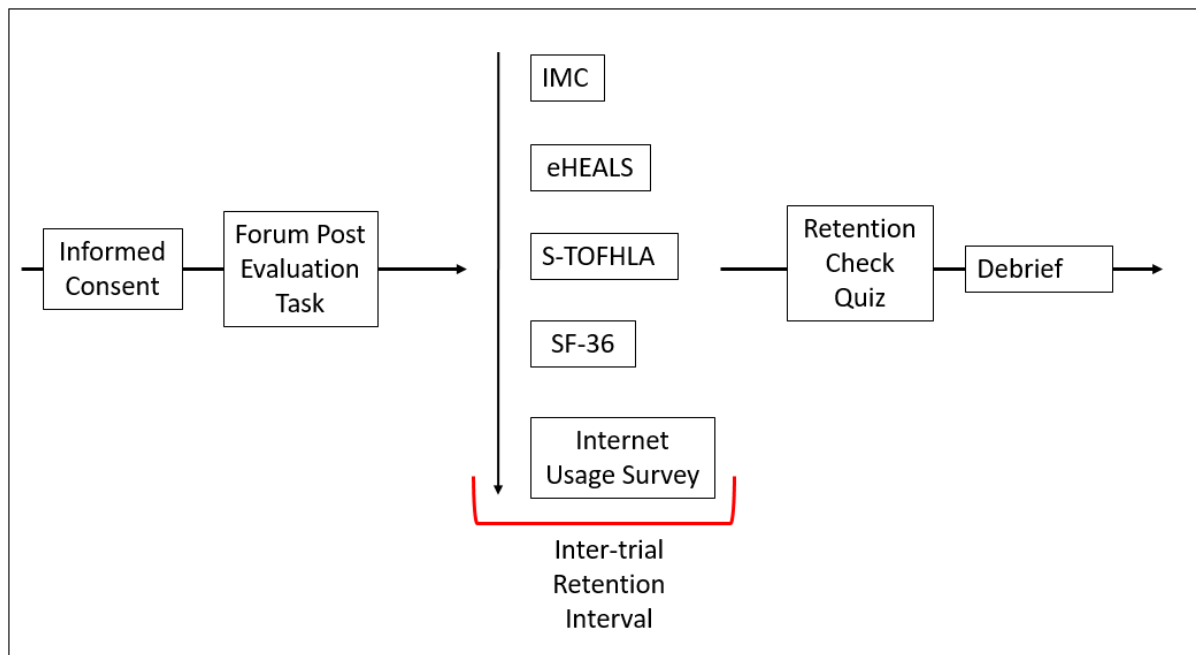 Informed
Consent
Forum Post
Evaluation
Task
IMC
eHEALS
S-TOFHLA
SF-36
Internet
Usage Survey
Inter-trial
Retention
Interval
Retention
Check
Quiz
Debrief